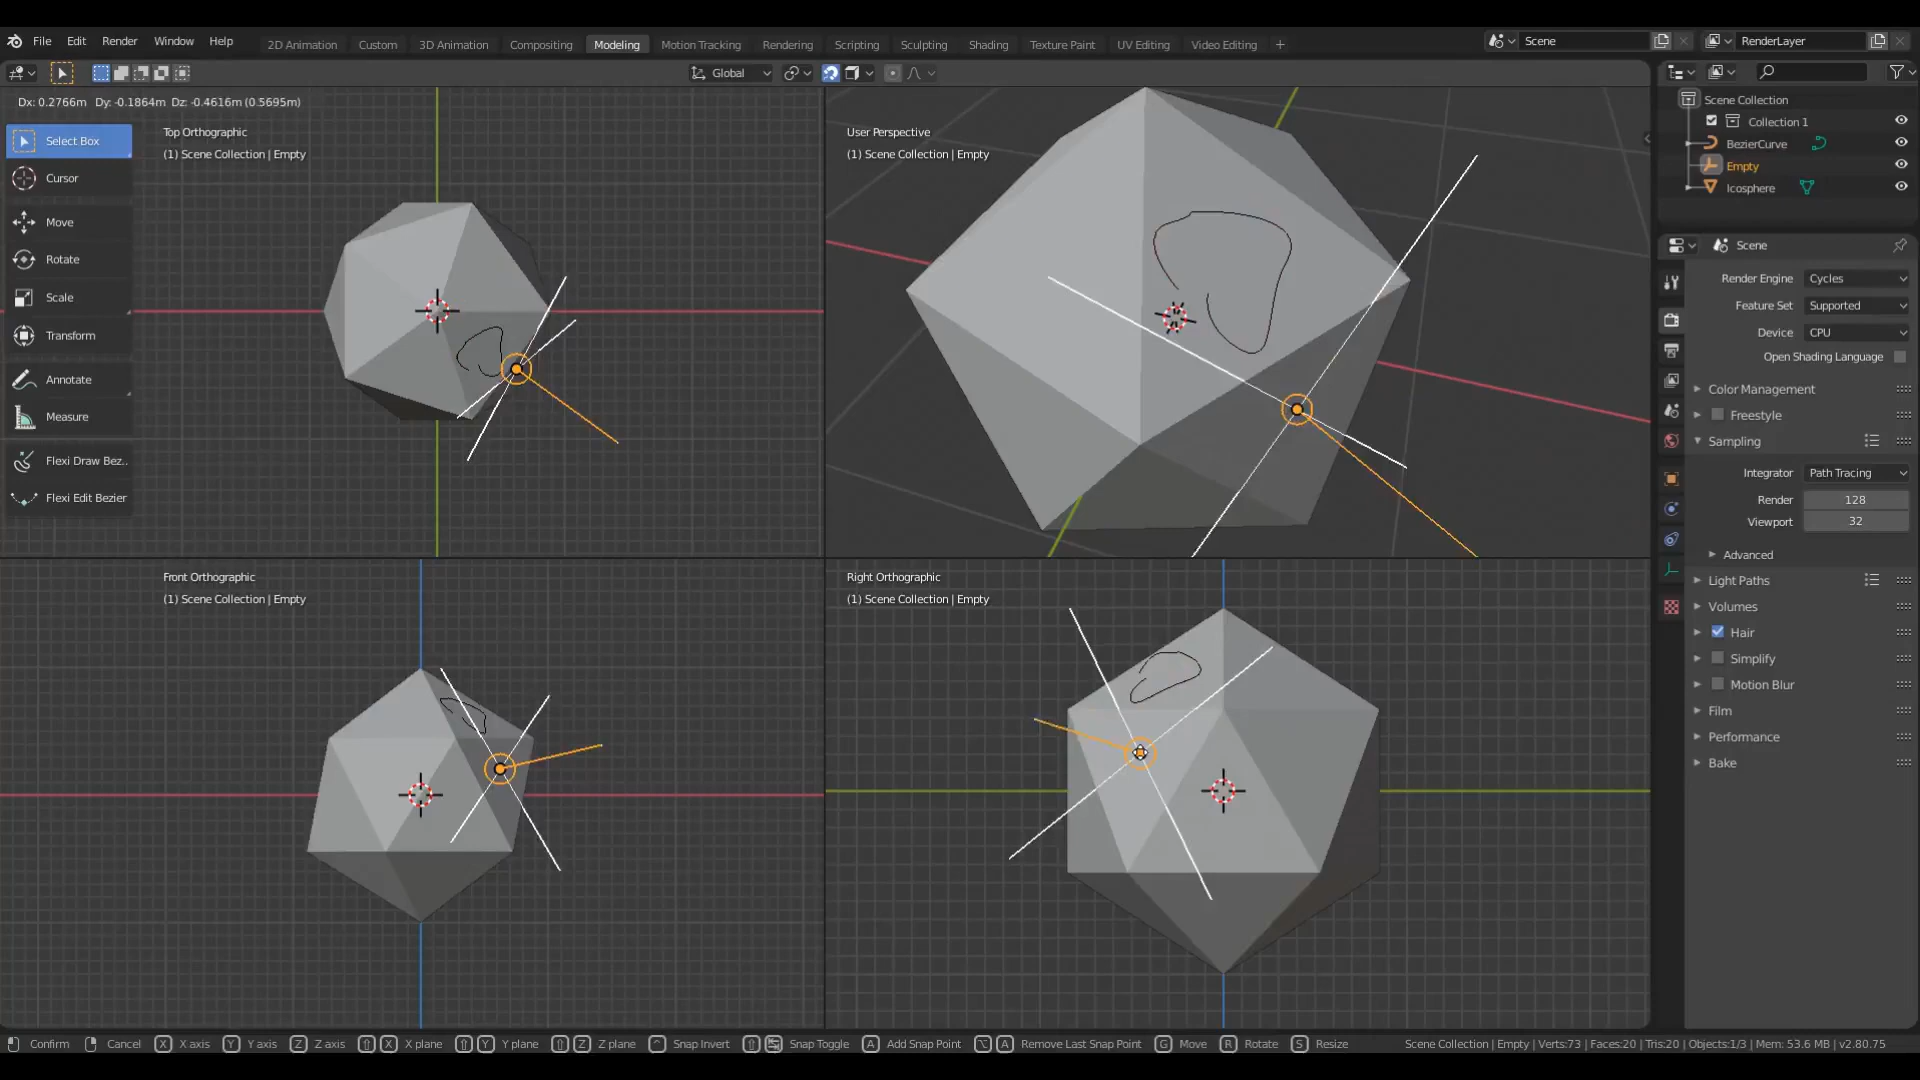 File Edit Render Window Help
2D Animation Custom 3D Animation Compositing Modeling Motion Tracking Rendering Scripting Sculpting Shading Texture Paint UV Editing Video Editing +
Scene
RenderLayer
Global
Dx: 0.2766m Dy: -0.1864m Dz: -0.4616m (0.5695m)
Select Box
Cursor
Move
Rotate
Scale
Transform
Annotate
Measure
Flexi Draw Bez..
Flexi Edit Bezier
Top Orthographic
(1) Scene Collection | Empty
User Perspective
(1) Scene Collection | Empty
Front Orthographic
(1) Scene Collection | Empty
Right Orthographic
(1) Scene Collection | Empty
Scene Collection
Collection 1
BezierCurve
Empty
Icosphere
Scene
Render Engine Cycles
Feature Set Supported
Device CPU
Open Shading Language
Color Management
Freestyle
Sampling
Integrator Path Tracing
Render 128
Viewport 32
Advanced
Light Paths
Volumes
Hair
Simplify
Motion Blur
Film
Performance
Bake
Confirm Cancel X X axis Y Y axis Z Z axis X X plane Y Y plane Z Z plane Snap Invert Snap Toggle A Add Snap Point A Remove Last Snap Point G Move R Rotate S Resize Scene Collection | Empty | Verts:73 | Faces:20 | Tris:20 | Objects:1/3 | Mem: 53.6 MB | v2.80.75